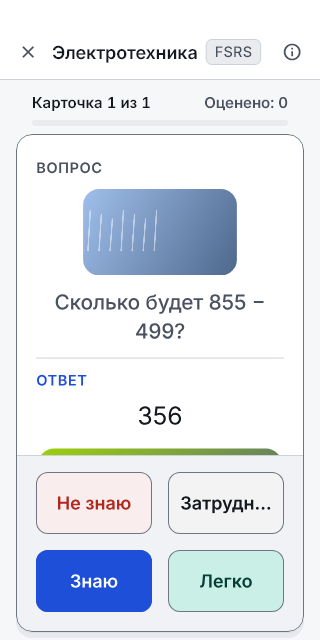 Электротехника FSRS
Карточка 1 из 1 Оценено: 0
ВОПРОС
Сколько будет 855 −
499?
ОТВЕТ
356
Не знаю Затрудн...
Знаю Легко